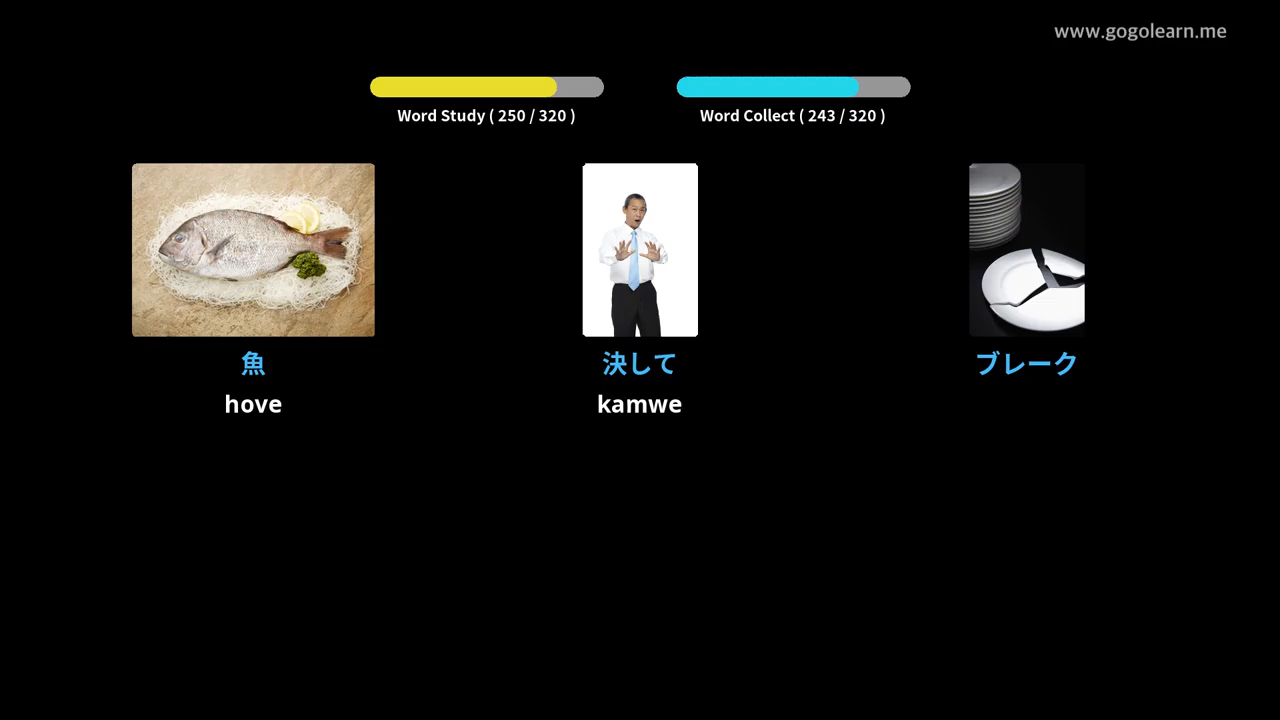 www.gogolearn.me
Word Study ( 250 / 320 )
Word Collect ( 243 / 320 )
魚
hove
決して
kamwe
ブレーク